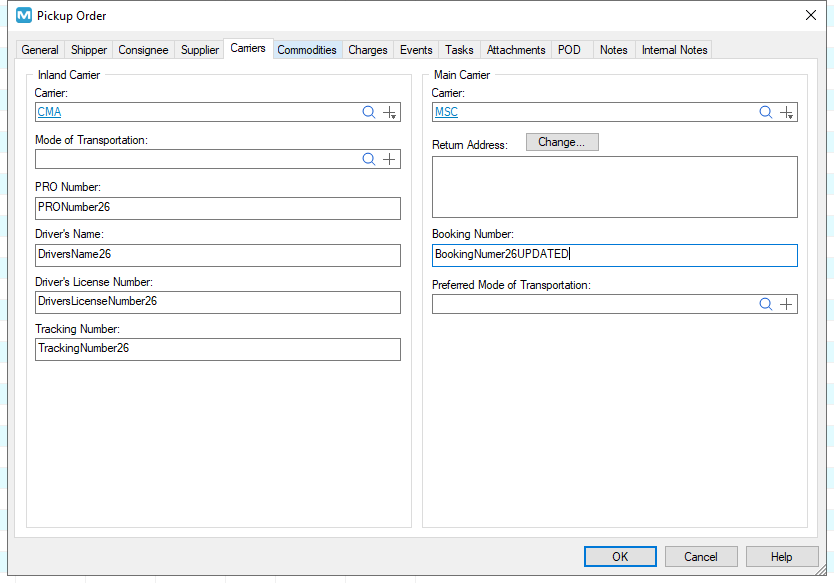 Pickup Order
General Shipper Consignee Supplier Carriers Commodities Charges Events Tasks Attachments POD Notes Internal Notes
Inland Carrier
Carrier:
CMA
Mode of Transportation:
PRO Number:
PRONumber26
Driver's Name:
DriversName26
Driver's License Number:
DriversLicenseNumber26
Tracking Number:
TrackingNumber26
Main Carrier
Carrier:
MSC
Return Address: Change...
Booking Number:
BookingNumer26UPDATED
Preferred Mode of Transportation:
OK Cancel Help